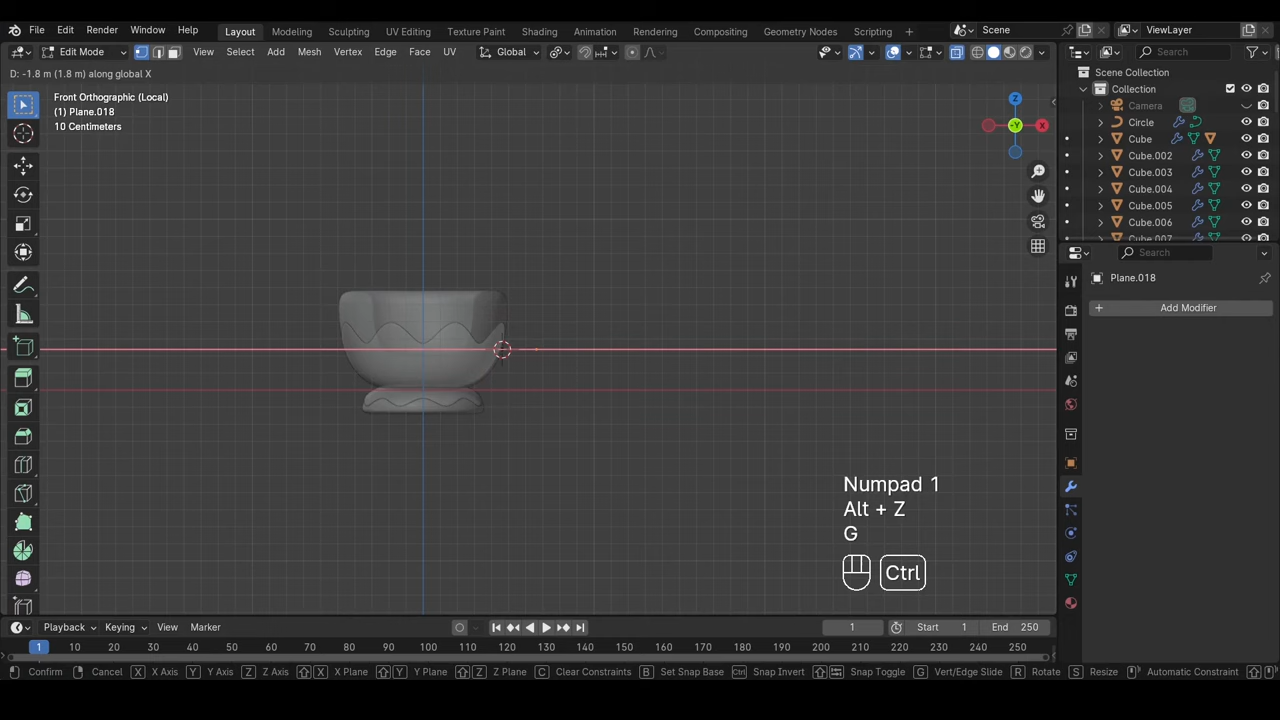 File Edit Render Window Help Layout Modeling Sculpting UV Editing Texture Paint Shading Animation Rendering Compositing Geometry Nodes Scripting Scene ViewLayer
Edit Mode View Select Add Mesh Vertex Edge Face UV Global Search
D: -1.8 m (1.8 m) along global X
Scene Collection
Front Orthographic (Local)
(1) Plane.018
10 Centimeters
Collection
Camera
Circle
Cube
Cube.002
Cube.003
Cube.004
Cube.005
Cube.006
Cube.007
Z
-Y
X
Search
Plane.018
Add Modifier
Numpad 1
Alt + Z
G
Ctrl
Playback Keying View Marker 1 Start 1 End 250
1 10 20 30 40 50 60 70 80 90 100 110 120 130 140 150 160 170 180 190 200 210 220 230 240 250
Confirm Cancel X X Axis Y Y Axis Z Z Axis X X Plane Y Y Plane Z Z Plane C Clear Constraints B Set Snap Base Ctrl Snap Invert Snap Toggle G Vert/Edge Slide R Rotate S Resize Automatic Constraint